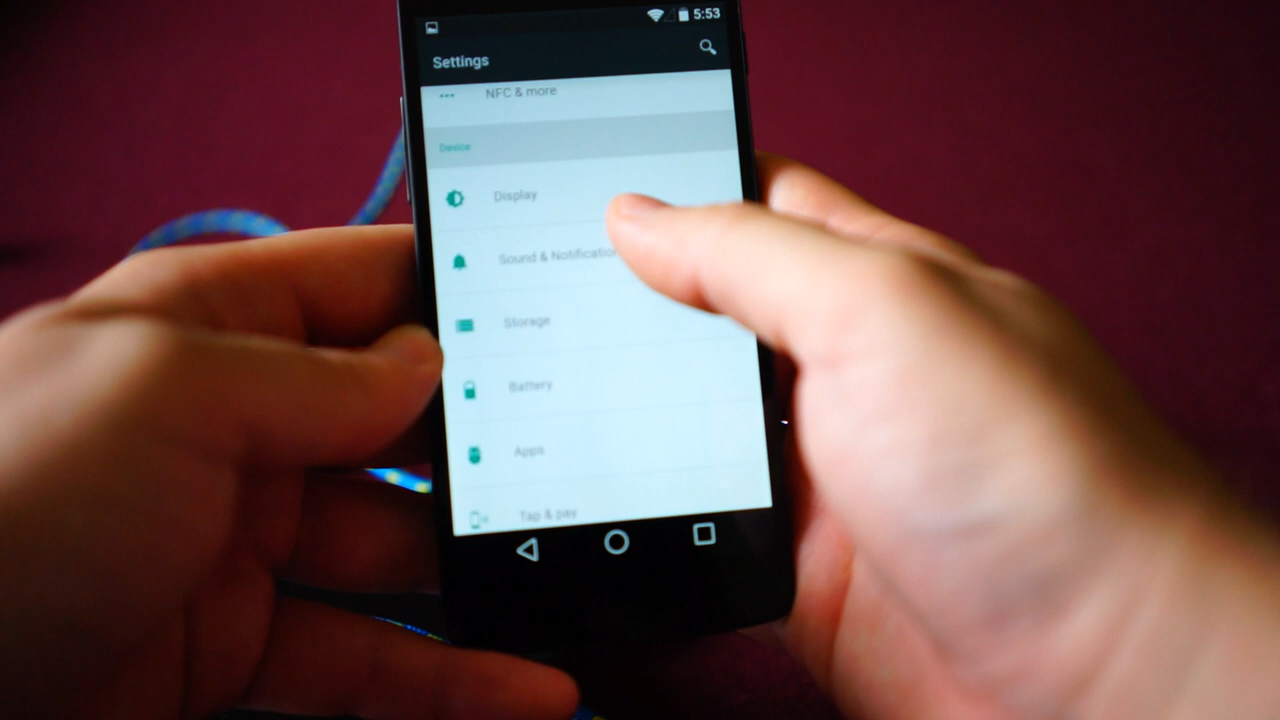 5:53
Settings
NFC & more
Device
Display
Sound & Notification
Storage
Battery
Apps
Tap & pay